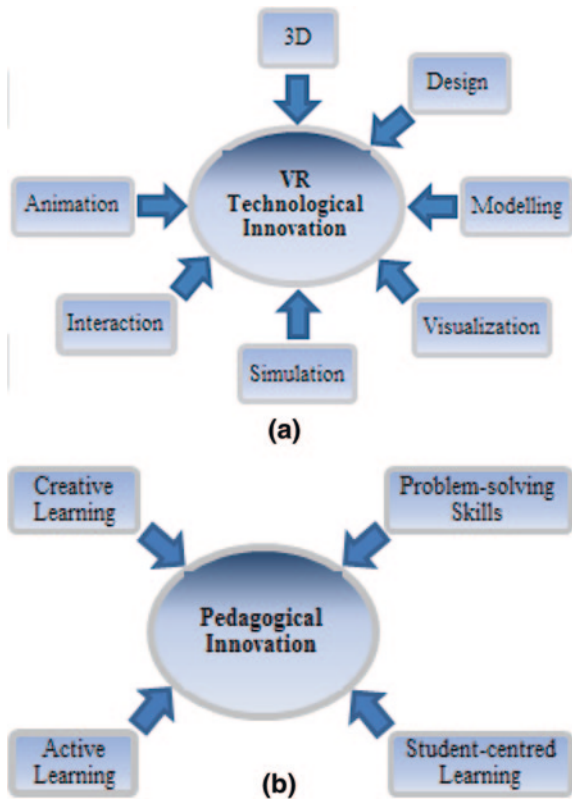 3D
Design
VR
Technological
Innovation
Animation
Modelling
Interaction
Visualization
Simulation
(a)
Creative
Learning
Problem-solving
Skills
Pedagogical
Innovation
Active
Learning
Student-centred
Learning
(b)